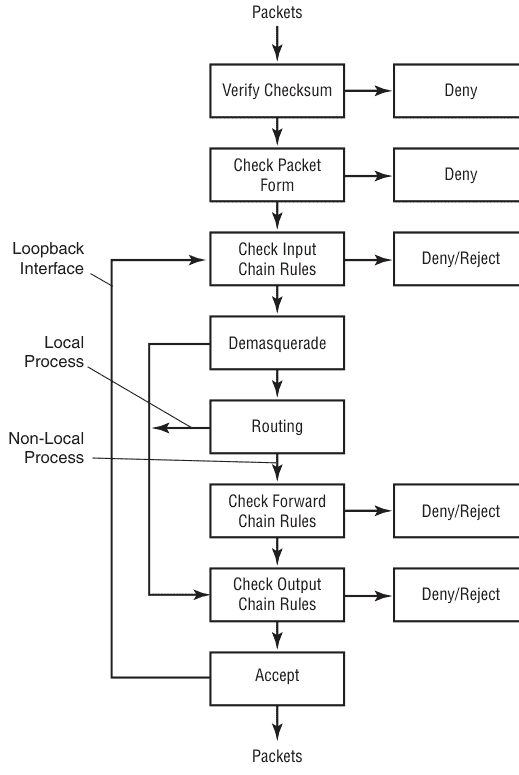 Packets
Verify Checksum
Deny
Check Packet
Form
Deny
Loopback
Interface
Check Input
Chain Rules
Deny/Reject
Local
Process
Demasquerade
Non-Local
Process
Routing
Check Forward
Chain Rules
Deny/Reject
Check Output
Chain Rules
Deny/Reject
Accept
Packets